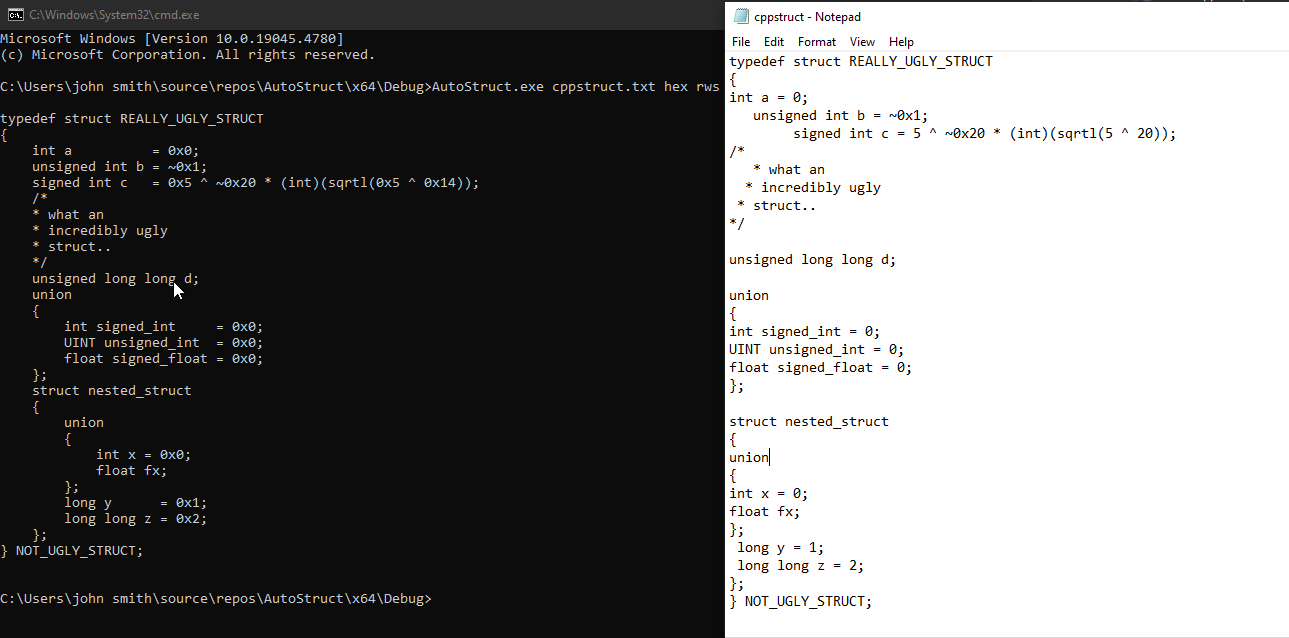 C:\Windows\System32\cmd.exe
Microsoft Windows [Version 10.0.19045.4780]
(c) Microsoft Corporation. All rights reserved.
C:\Users\john smith\source\repos\AutoStruct\x64\Debug>AutoStruct.exe cppstruct.txt hex rws
typedef struct REALLY_UGLY_STRUCT
{
    int a          = 0x0;
    unsigned int b = ~0x1;
    signed int c   = 0x5 ^ ~0x20 * (int)(sqrtl(0x5 ^ 0x14));
    /*
    * what an
    * incredibly ugly
    * struct..
    */
    unsigned long long d;
    union
    {
        int signed_int     = 0x0;
        UINT unsigned_int  = 0x0;
        float signed_float = 0x0;
    };
    struct nested_struct
    {
        union
        {
            int x = 0x0;
            float fx;
        };
        long y      = 0x1;
        long long z = 0x2;
    };
} NOT_UGLY_STRUCT;
C:\Users\john smith\source\repos\AutoStruct\x64\Debug>
cppstruct - Notepad
File Edit Format View Help
typedef struct REALLY_UGLY_STRUCT
{
int a = 0;
   unsigned int b = ~0x1;
        signed int c = 5 ^ ~0x20 * (int)(sqrtl(5 ^ 20));
/*
   * what an
  * incredibly ugly
 * struct..
*/
unsigned long long d;
union
{
int signed_int = 0;
UINT unsigned_int = 0;
float signed_float = 0;
};
struct nested_struct
{
union
{
int x = 0;
float fx;
};
 long y = 1;
 long long z = 2;
};
} NOT_UGLY_STRUCT;